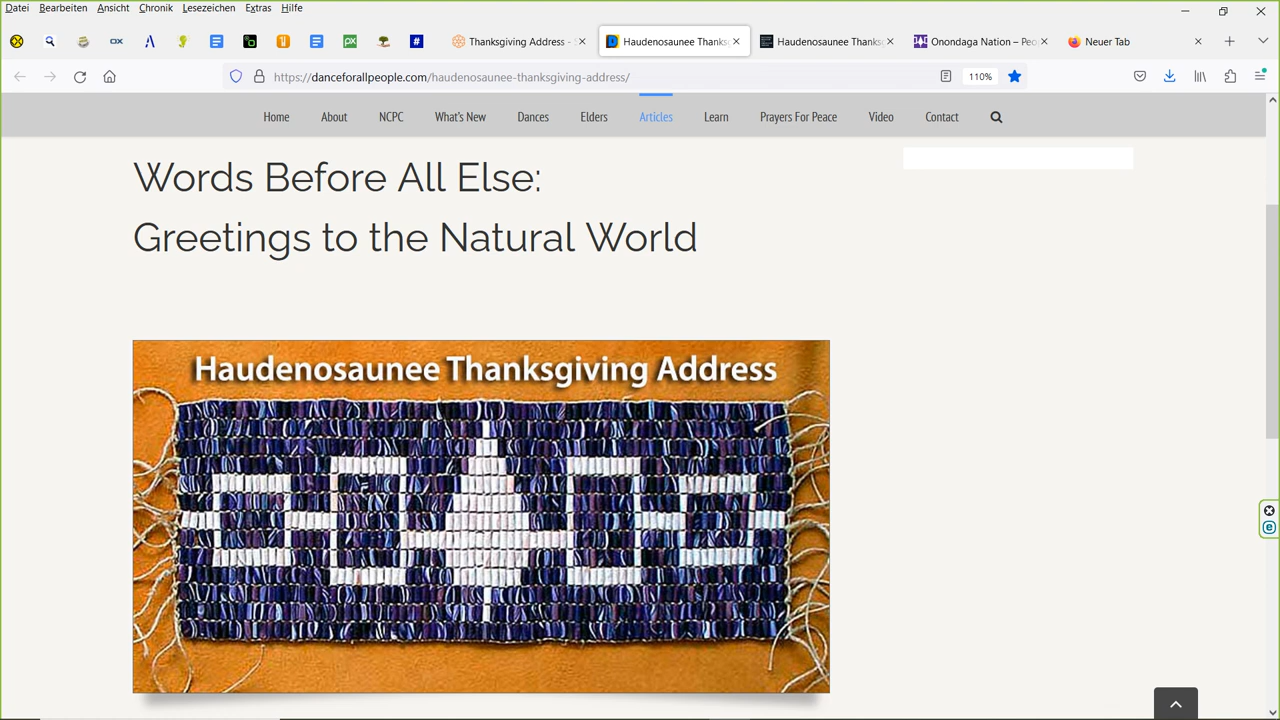 Datei Bearbeiten Ansicht Chronik Lesezeichen Extras Hilfe
Thanksgiving Address - Haudenosaunee Thanks Haudenosaunee Thanks Onondaga Nation – Peo Neuer Tab
https://danceforallpeople.com/haudenosaunee-thanksgiving-address/ 110%
Home About NCPC What's New Dances Elders Articles Learn Prayers For Peace Video Contact
Words Before All Else:
Greetings to the Natural World
Haudenosaunee Thanksgiving Address